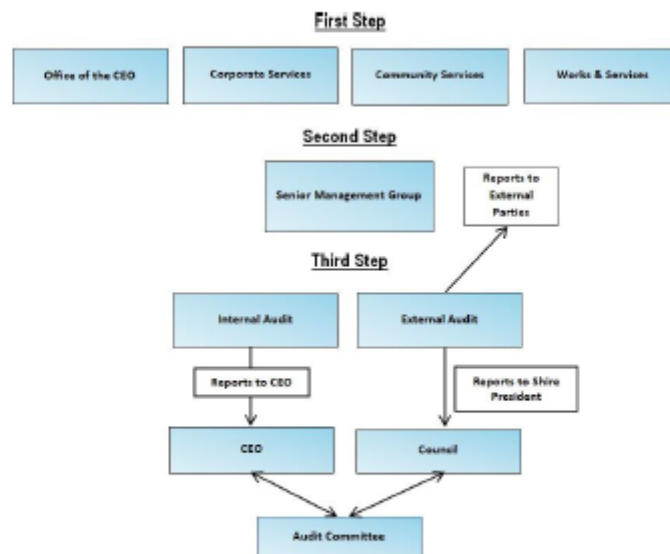 First Step
Office of the CEO
Corporate Services
Community Services
Works & Services
Second Step
Senior Management Group
Reports to
External
Parties
Third Step
Internal Audit
External Audit
Reports to CEO
Reports to Shire
President
CEO
Council
Audit Committee